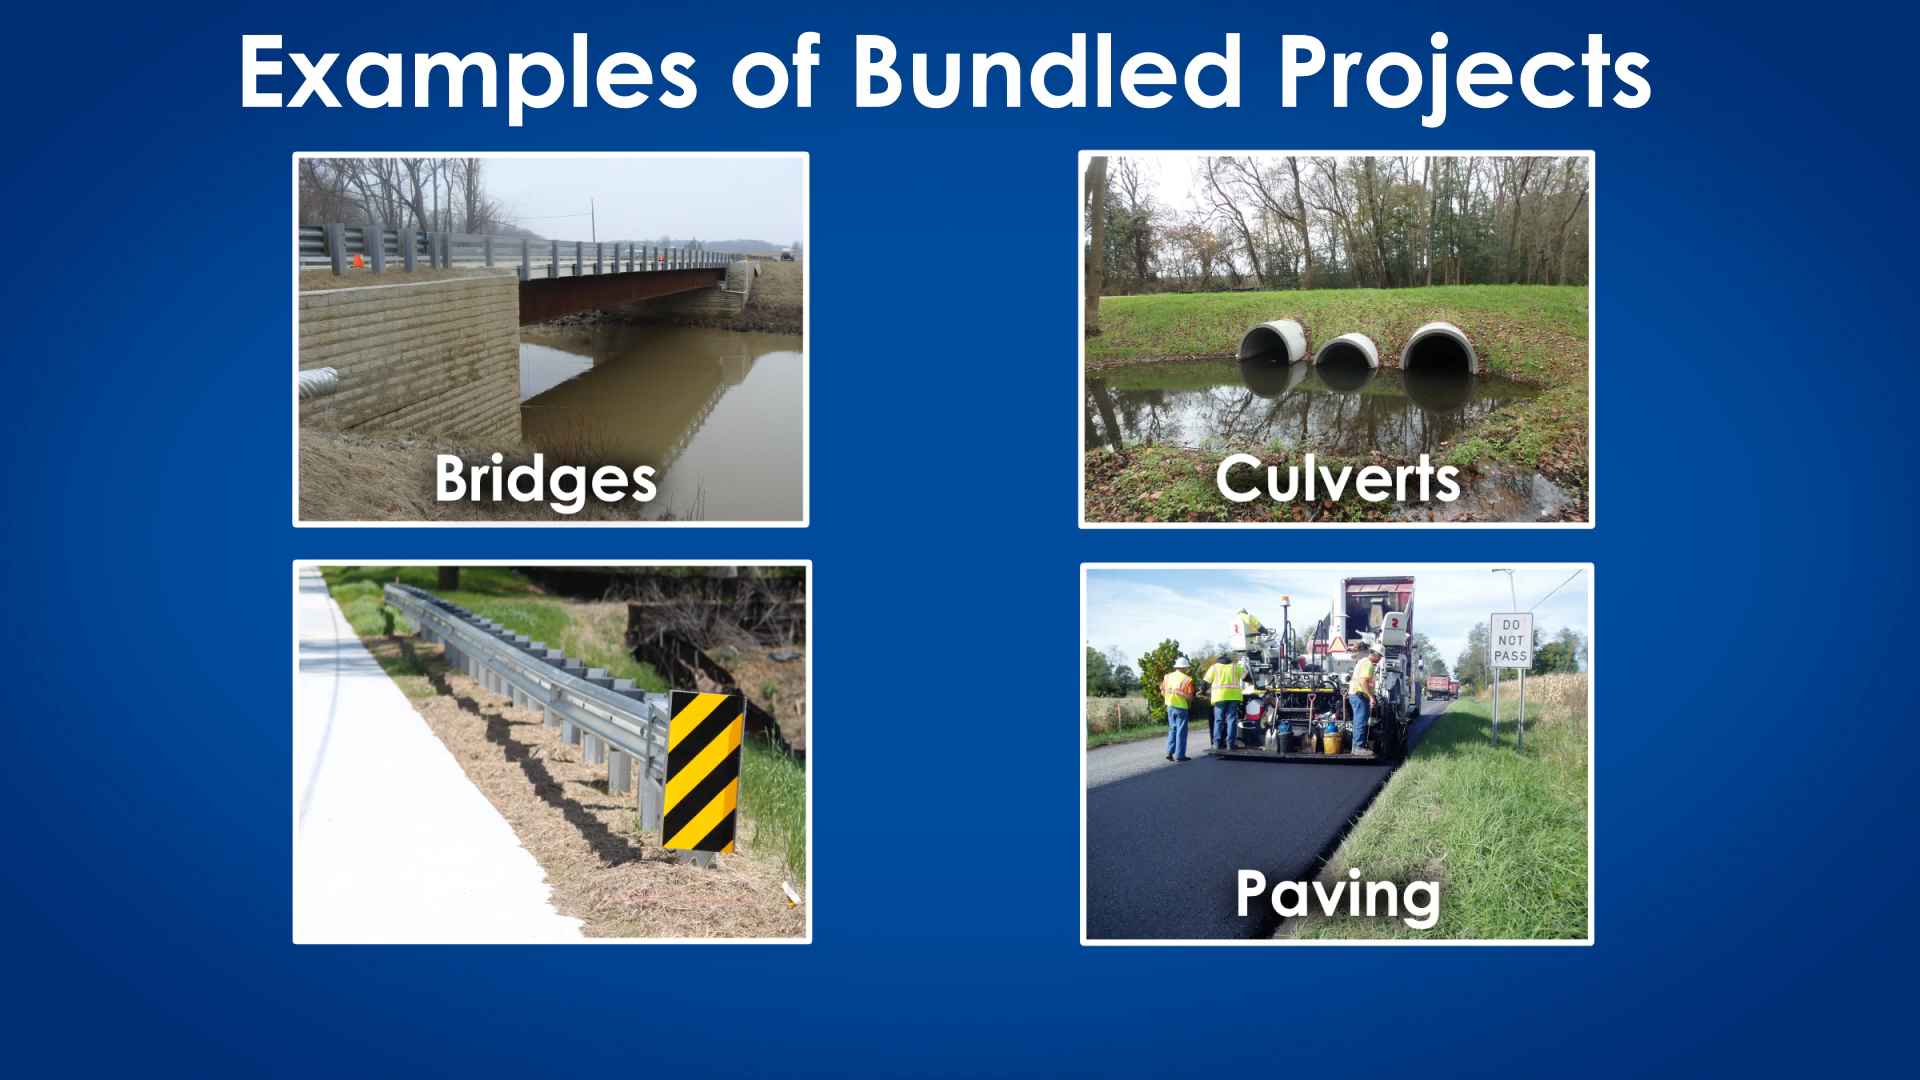 Examples of Bundled Projects
Bridges
Culverts
DO
NOT
PASS
Paving